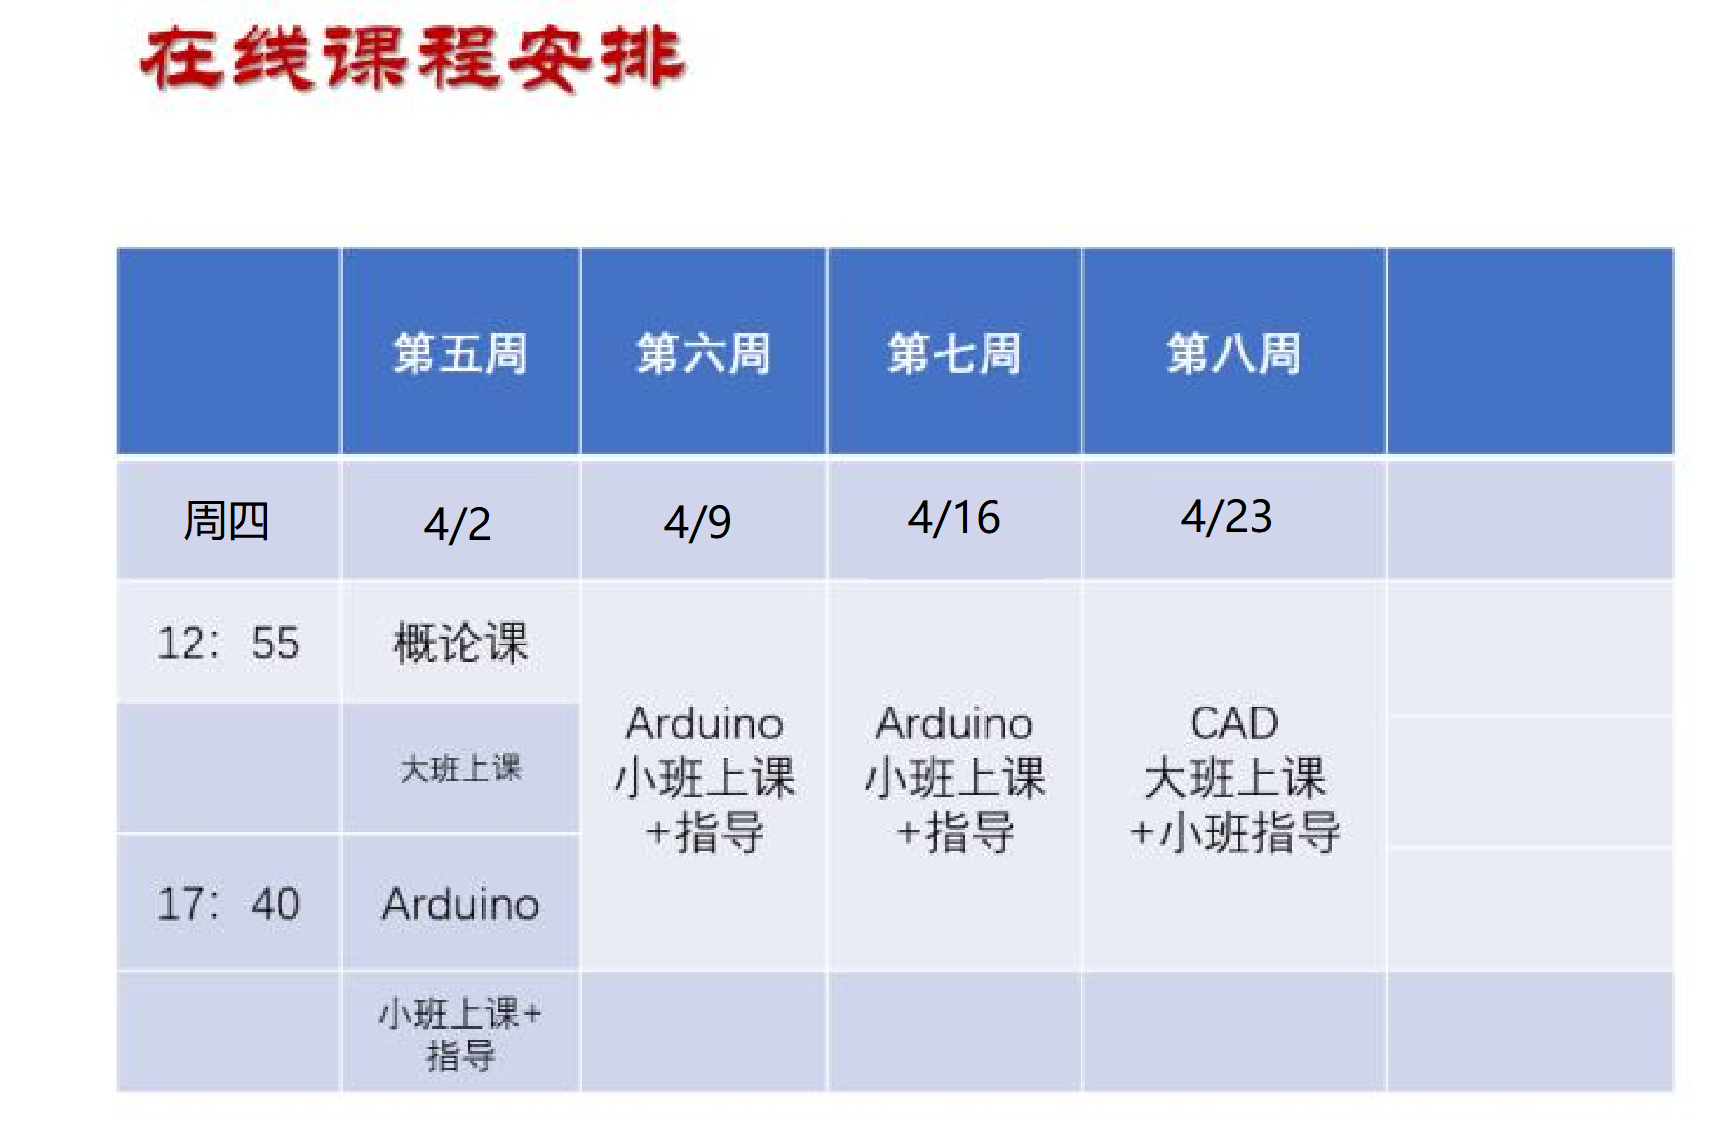 在线课程安排
第五周 第六周 第七周 第八周
周四 4/2 4/9 4/16 4/23
12：55 概论课
大班上课
Arduino
小班上课
+指导
Arduino
小班上课
+指导
CAD
大班上课
+小班指导
17：40 Arduino
小班上课+
指导